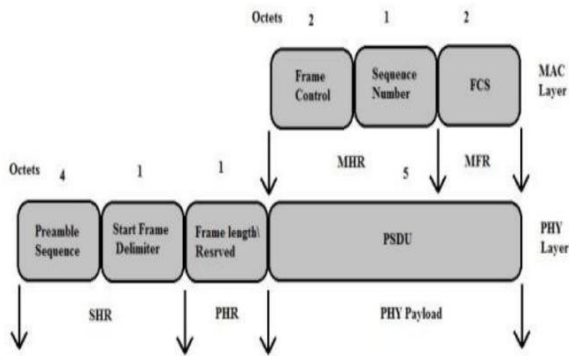 Octets 2 1 2
Frame Control
Sequence Number
FCS
MAC Layer
MHR
MFR
Octets 4 1 1 5
Preamble Sequence
Start Frame Delimiter
Frame length\ Resrved
PSDU
PHY Layer
SHR
PHR
PHY Payload